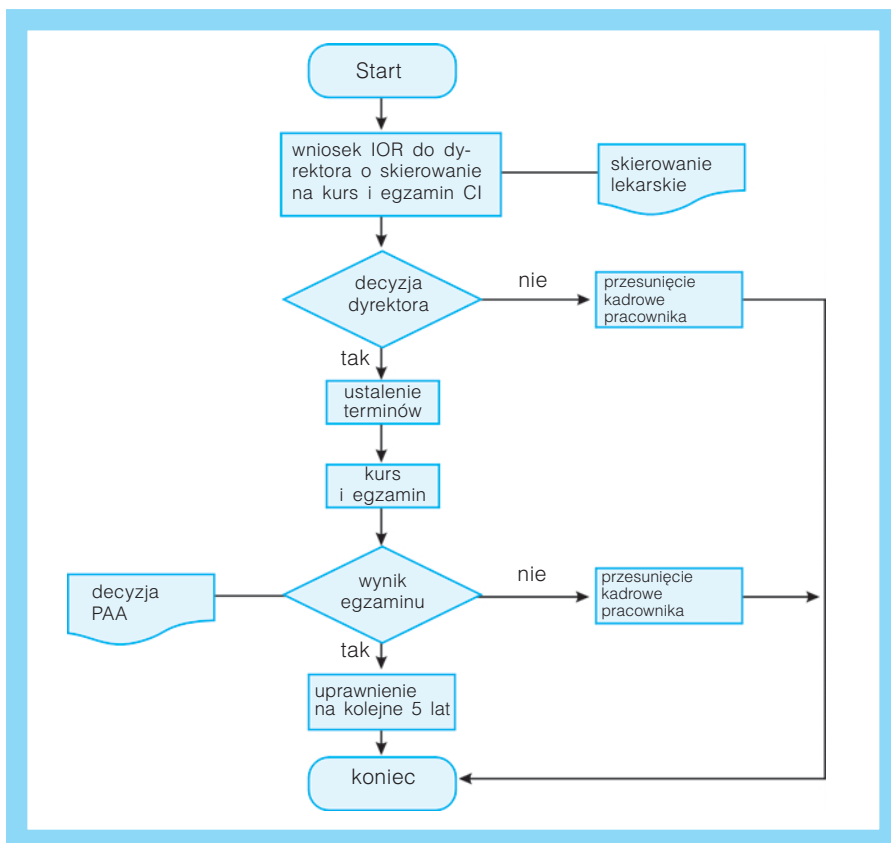 Start
wniosek IOR do dy-
rektora o skierowanie
na kurs i egzamin CI
skierowanie
lekarskie
decyzja
dyrektora
nie
przesunięcie
kadrowe
pracownika
tak
ustalenie
terminów
kurs
i egzamin
decyzja
PAA
wynik
egzaminu
nie
przesunięcie
kadrowe
pracownika
tak
uprawnienie
na kolejne 5 lat
koniec